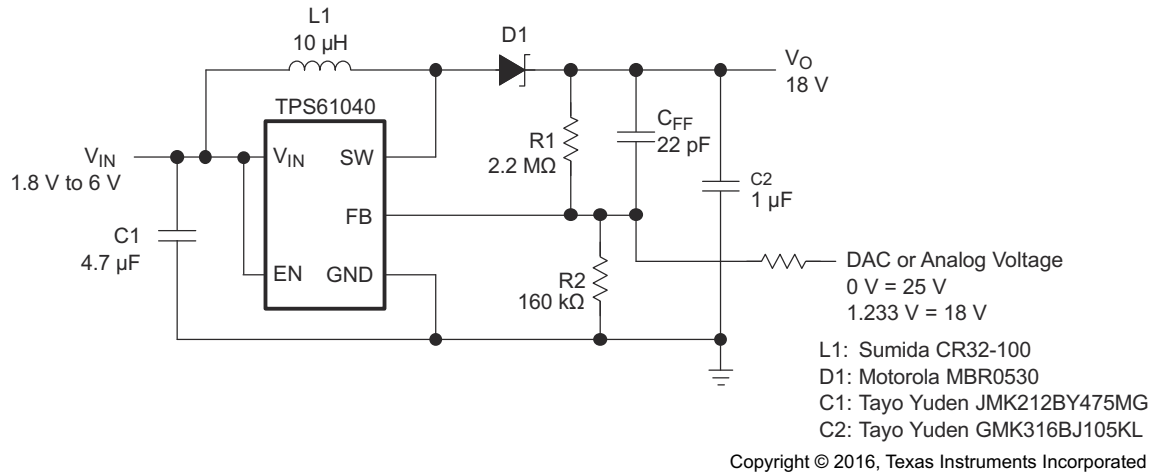 L1
10 µH
D1
VO
18 V
TPS61040
VIN
1.8 V to 6 V
VIN
SW
R1
2.2 MΩ
CFF
22 pF
C2
1 µF
FB
C1
4.7 µF
EN
GND
R2
160 kΩ
DAC or Analog Voltage
0 V = 25 V
1.233 V = 18 V
L1: Sumida CR32-100
D1: Motorola MBR0530
C1: Tayo Yuden JMK212BY475MG
C2: Tayo Yuden GMK316BJ105KL
Copyright © 2016, Texas Instruments Incorporated